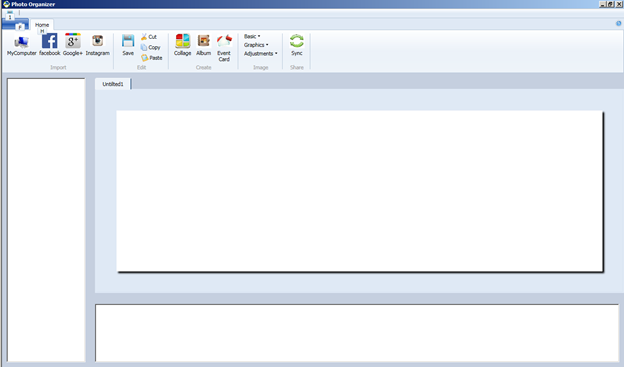 Photo Organizer
1
F
Home
H
MyComputer facebook Google+ Instagram
Import
Save
Cut
Copy
Paste
Edit
Collage Album Event Card
Create
Basic
Graphics
Adjustments
Image
Sync
Share
Untitled1